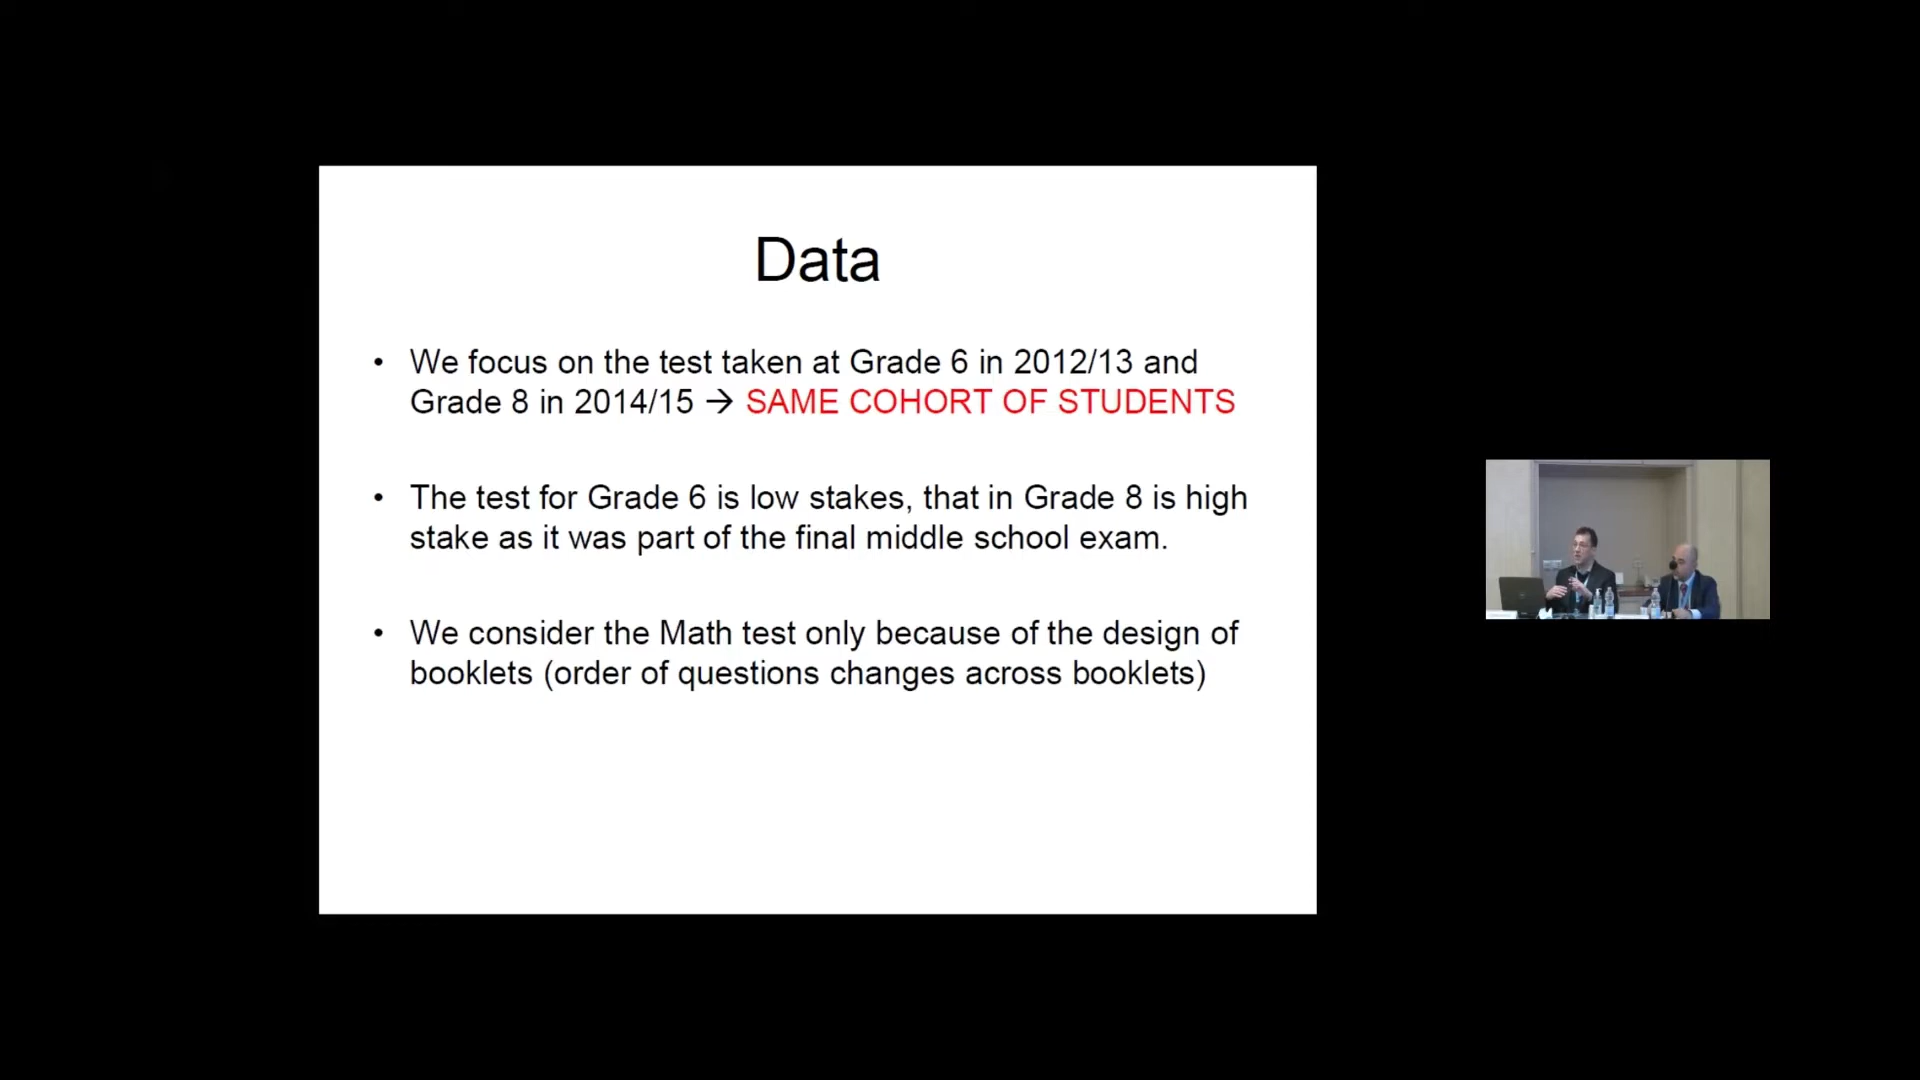 Data
• We focus on the test taken at Grade 6 in 2012/13 and
Grade 8 in 2014/15 → SAME COHORT OF STUDENTS
• The test for Grade 6 is low stakes, that in Grade 8 is high
stake as it was part of the final middle school exam.
• We consider the Math test only because of the design of
booklets (order of questions changes across booklets)